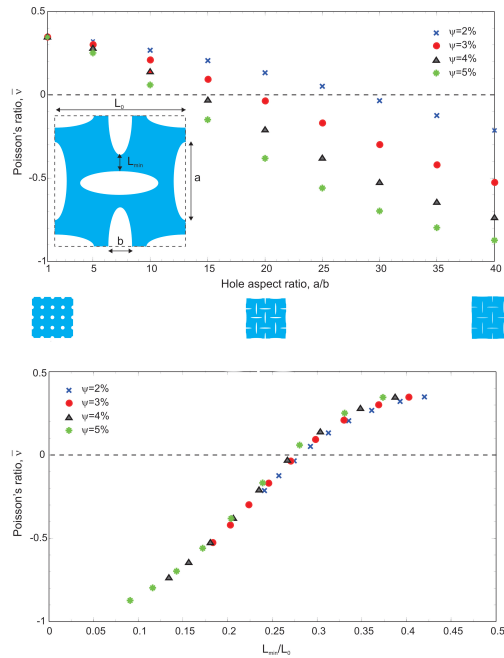 0.5
0
-0.5
-1
Poisson's ratio, ν̅
ψ=2%
ψ=3%
ψ=4%
ψ=5%
L₀
Lmin
a
b
1 5 10 15 20 25 30 35 40
Hole aspect ratio, a/b
0.5
0
-0.5
-1
Poisson's ratio, ν̅
ψ=2%
ψ=3%
ψ=4%
ψ=5%
0 0.05 0.1 0.15 0.2 0.25 0.3 0.35 0.4 0.45 0.5
Lmin/L₀